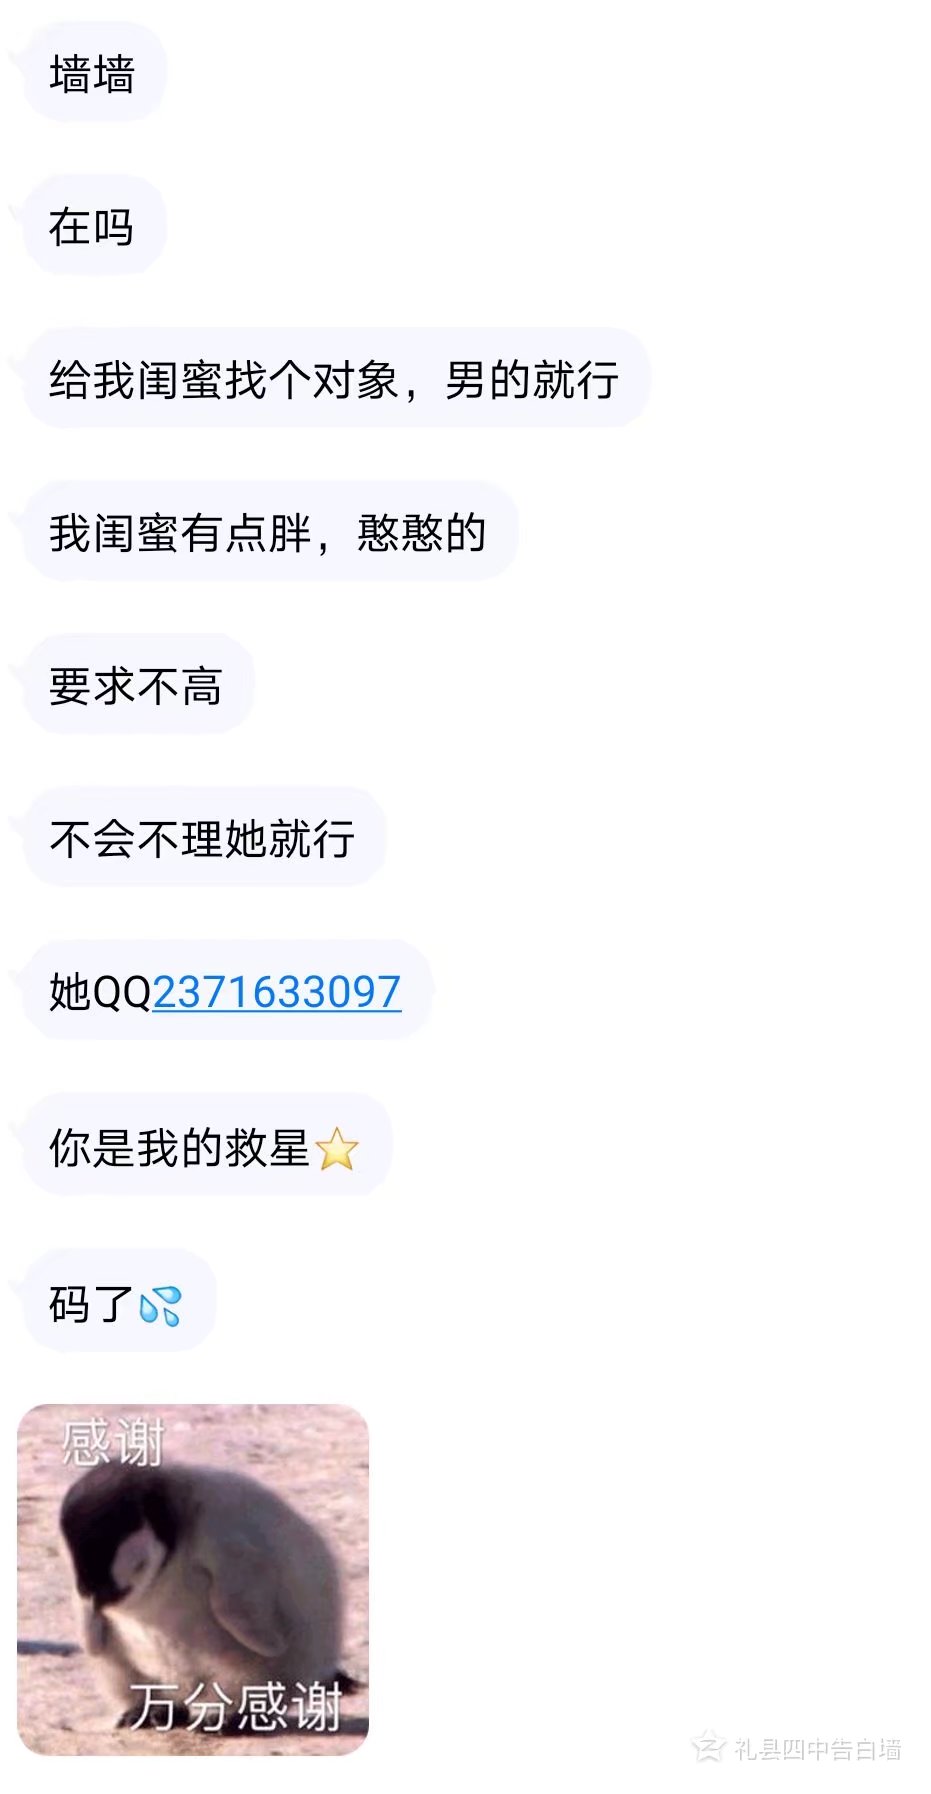 墙墙
在吗
给我闺蜜找个对象，男的就行
我闺蜜有点胖，憨憨的
要求不高
不会不理她就行
她QQ2371633097
你是我的救星⭐
码了💦
感谢
万分感谢
礼县四中告白墙